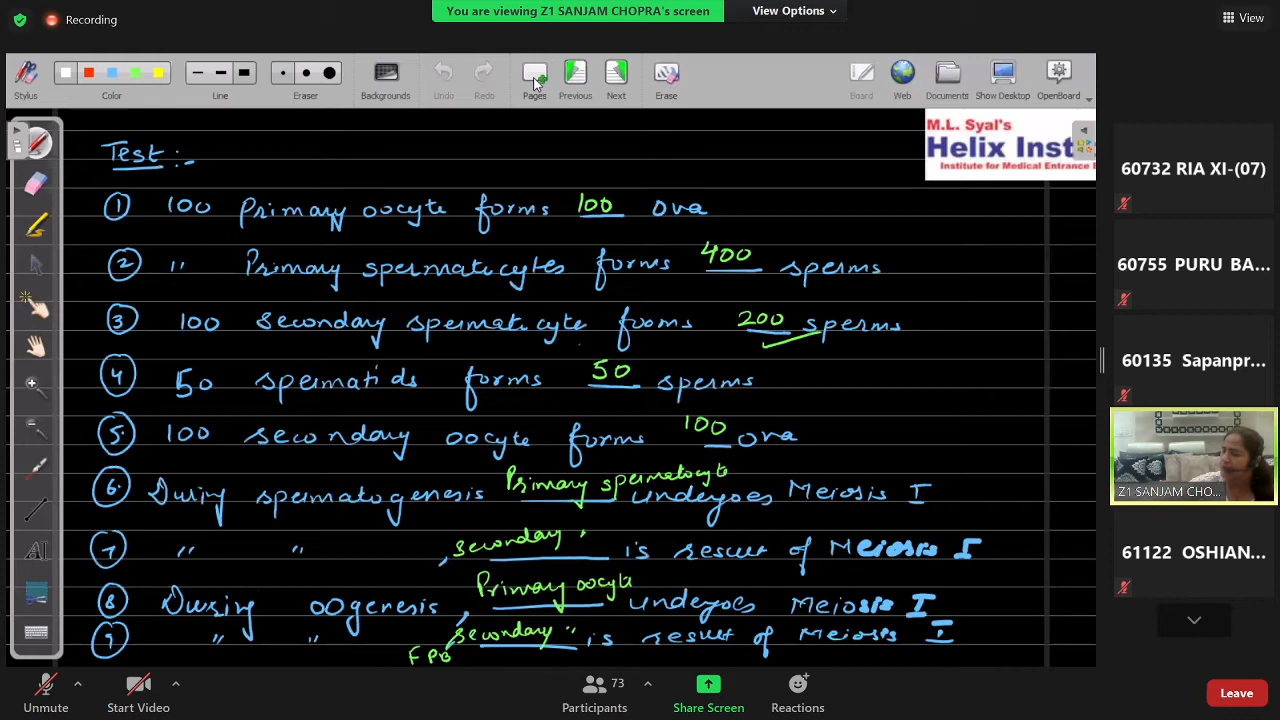 Recording
You are viewing Z1 SANJAM CHOPRA's screen
View Options
View
Stylus
Color
Line
Eraser
Backgrounds
Undo
Redo
Pages
Previous
Next
Erase
Board
Web
Documents
Show Desktop
OpenBoard
M.L. Syal's
Helix Inst
Institute for Medical Entrance
Test :-
① 100 Primary oocyte forms 100 ova
② " Primary spermatocytes forms 400 sperms
③ 100 secondary spermatocyte forms 200 sperms
④ 50 spermatids forms 50 sperms
⑤ 100 secondary oocyte forms 100 ova
⑥ During spermatogenesis Primary spermatocyte undergoes Meiosis I
⑦ " " , secondary " is result of Meiosis I
⑧ During oogenesis, Primary oocyte undergoes Meiosis I
⑨ " " , secondary " is result of Meiosis I
FPB
60732 RIA XI-(07)
60755 PURU BA...
60135 Sapanpr...
Z1 SANJAM CHO...
61122 OSHIAN...
Unmute
Start Video
73
Participants
Share Screen
Reactions
Leave